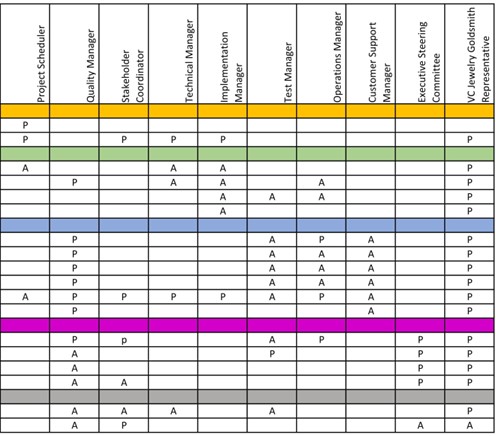 Project Scheduler
Quality Manager
Stakeholder
Coordinator
Technical Manager
Implementation
Manager
Test Manager
Operations Manager
Customer Support
Manager
Executive Steering
Committee
VC Jewelry Goldsmith
Representative
P
P P P P P
A A A P
P A A A P
A A A P
A P
P A P A P
P A A A P
P A A A P
P A A A P
A P P P P A P A P
P A P
P p A P P P
A P P P
A P P
A A P P
A A A A P
A P A A